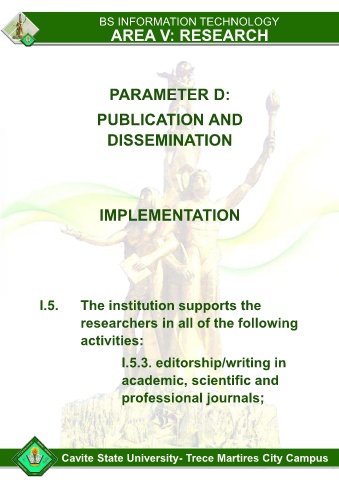 BS INFORMATION TECHNOLOGY
AREA V: RESEARCH
PARAMETER D:
PUBLICATION AND
DISSEMINATION
IMPLEMENTATION
I.5. The institution supports the
researchers in all of the following
activities:
I.5.3. editorship/writing in
academic, scientific and
professional journals;
Cavite State University- Trece Martires City Campus